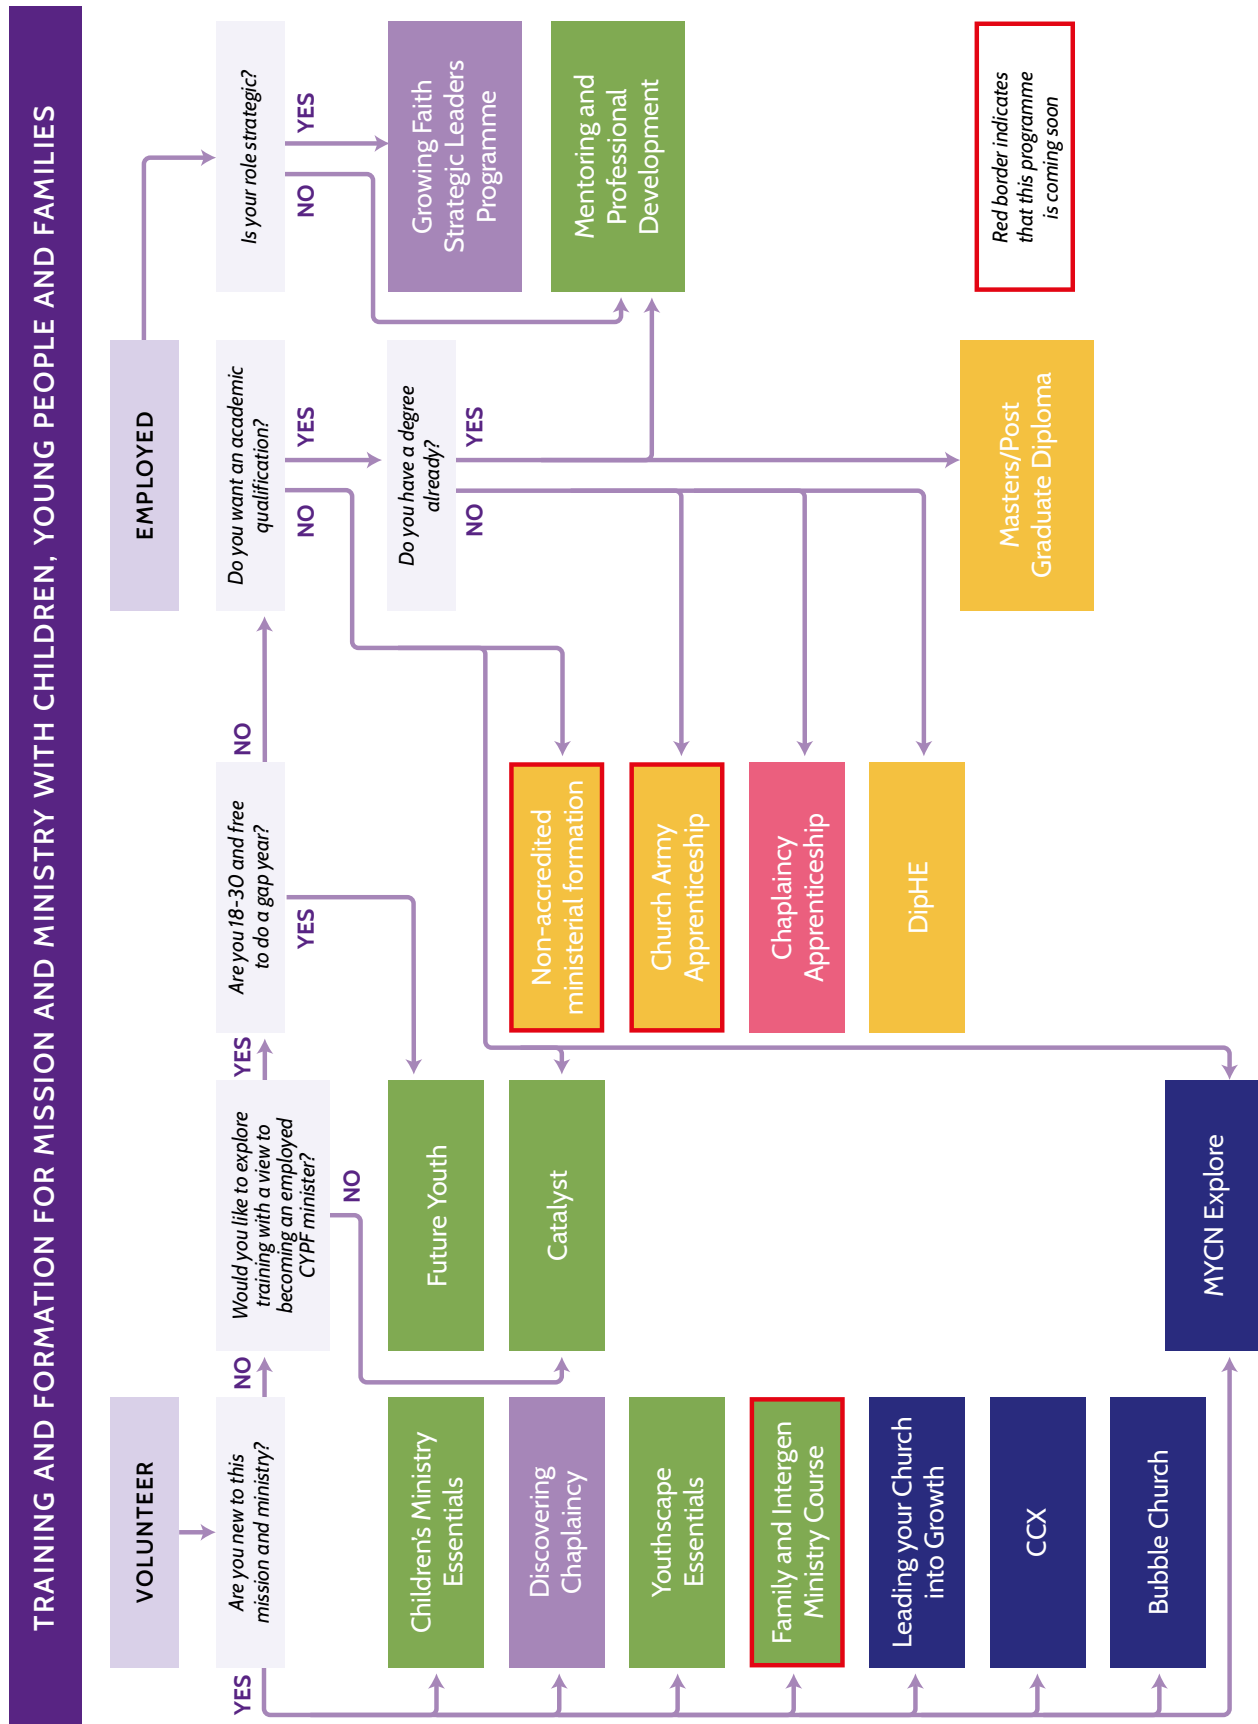 TRAINING AND FORMATION FOR MISSION AND MINISTRY WITH CHILDREN, YOUNG PEOPLE AND FAMILIES
VOLUNTEER
EMPLOYED
Are you new to this
mission and ministry?
YES
NO
Would you like to explore
training with a view to
becoming an employed
CYPF minister?
YES
NO
Are you 18-30 and free
to do a gap year?
YES
NO
Do you want an academic
qualification?
NO
YES
Is your role strategic?
NO
YES
Do you have a degree
already?
NO
YES
Children's Ministry
Essentials
Discovering
Chaplaincy
Youthscape
Essentials
Family and Intergen
Ministry Course
Leading your Church
into Growth
CCX
Bubble Church
Future Youth
Catalyst
MYCN Explore
Non-accredited
ministerial formation
Church Army
Apprenticeship
Chaplaincy
Apprenticeship
DipHE
Masters/Post
Graduate Diploma
Growing Faith
Strategic Leaders
Programme
Mentoring and
Professional
Development
Red border indicates
that this programme
is coming soon